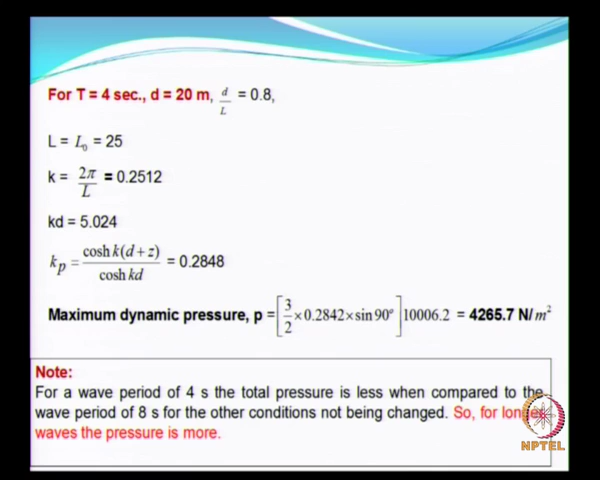 For T = 4 sec., d = 20 m, d/L = 0.8,
L = L₀ = 25
k = 2π/L = 0.2512
kd = 5.024
kp = cosh k(d + z)/cosh kd = 0.2848
Maximum dynamic pressure, p = [3/2 × 0.2842 × sin 90°] 10006.2 = 4265.7 N/m²
Note:
For a wave period of 4 s the total pressure is less when compared to the
wave period of 8 s for the other conditions not being changed. So, for longer
waves the pressure is more.
NPTEL